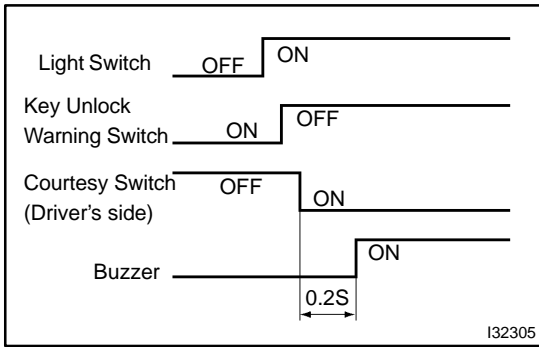 Light Switch OFF ON
Key Unlock
Warning Switch ON OFF
Courtesy Switch OFF
(Driver's side) ON
Buzzer ON
0.2S
I32305